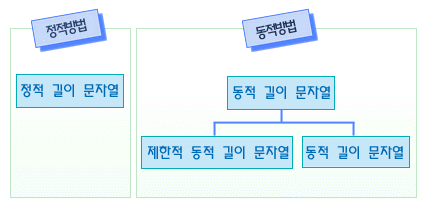 정적방법
정적 길이 문자열
동적방법
동적 길이 문자열
제한적 동적 길이 문자열
동적 길이 문자열